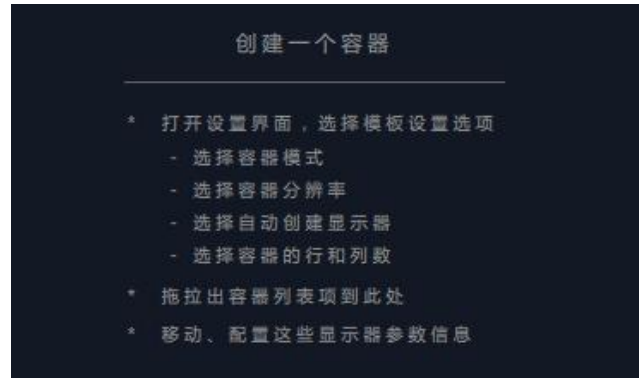 创建一个容器
* 打开设置界面，选择模板设置选项
- 选择容器模式
- 选择容器分辨率
- 选择自动创建显示器
- 选择容器的行和列数
* 拖拉出容器列表项到此处
* 移动、配置这些显示器参数信息